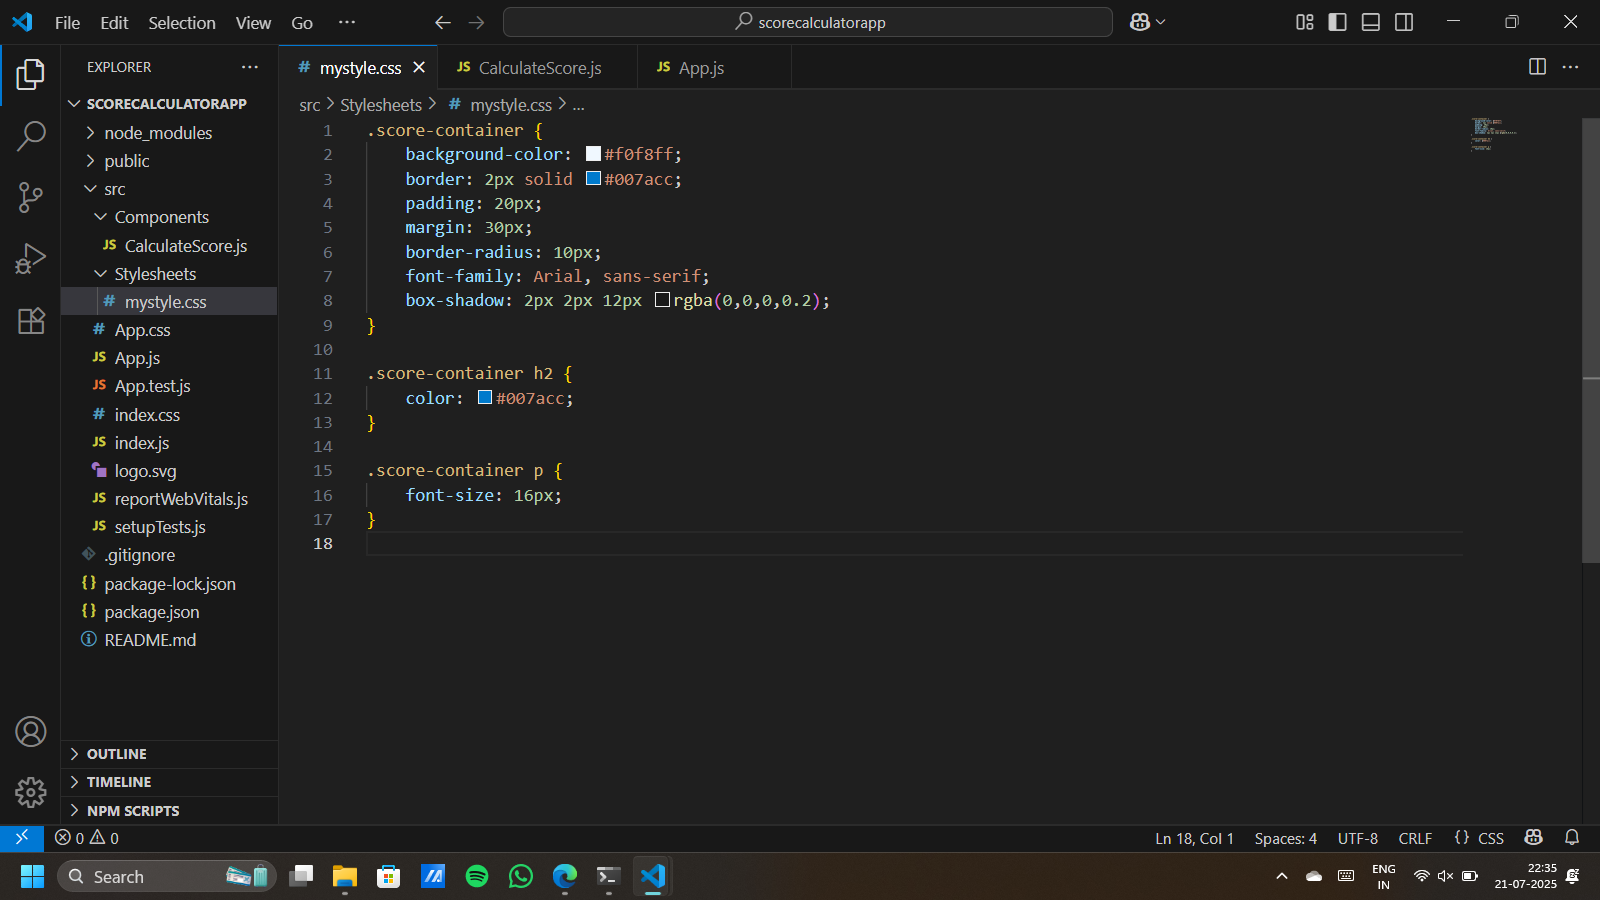 File Edit Selection View Go ···
scorecalculatorapp
EXPLORER
SCORECALCULATORAPP
node_modules
public
src
Components
JS CalculateScore.js
Stylesheets
# mystyle.css
# App.css
JS App.js
JS App.test.js
# index.css
JS index.js
logo.svg
JS reportWebVitals.js
JS setupTests.js
.gitignore
{} package-lock.json
{} package.json
README.md
OUTLINE
TIMELINE
NPM SCRIPTS
# mystyle.css JS CalculateScore.js JS App.js
src > Stylesheets > # mystyle.css > ...
1 .score-container {
2 background-color: #f0f8ff;
3 border: 2px solid #007acc;
4 padding: 20px;
5 margin: 30px;
6 border-radius: 10px;
7 font-family: Arial, sans-serif;
8 box-shadow: 2px 2px 12px rgba(0,0,0,0.2);
9 }
10
11 .score-container h2 {
12 color: #007acc;
13 }
14
15 .score-container p {
16 font-size: 16px;
17 }
18
0 0 Ln 18, Col 1 Spaces: 4 UTF-8 CRLF {} CSS
Search
ENG
IN
22:35
21-07-2025